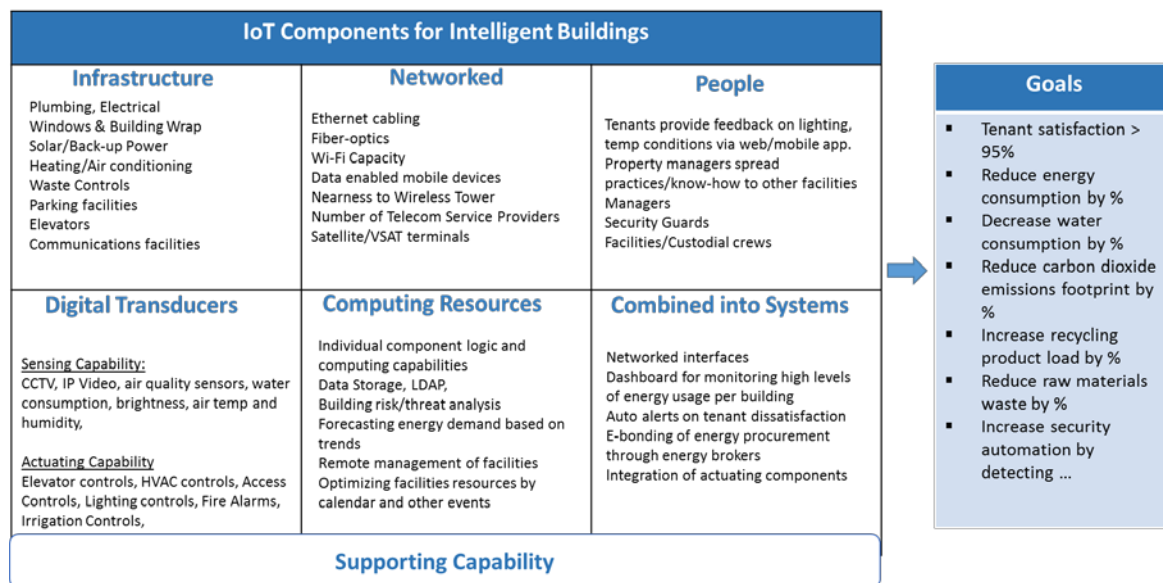 IoT Components for Intelligent Buildings
Infrastructure
Plumbing, Electrical
Windows & Building Wrap
Solar/Back-up Power
Heating/Air conditioning
Waste Controls
Parking facilities
Elevators
Communications facilities
Networked
Ethernet cabling
Fiber-optics
Wi-Fi Capacity
Data enabled mobile devices
Nearness to Wireless Tower
Number of Telecom Service Providers
Satellite/VSAT terminals
People
Tenants provide feedback on lighting,
temp conditions via web/mobile app.
Property managers spread
practices/know-how to other facilities
Managers
Security Guards
Facilities/Custodial crews
Digital Transducers
Sensing Capability:
CCTV, IP Video, air quality sensors, water
consumption, brightness, air temp and
humidity,
Actuating Capability
Elevator controls, HVAC controls, Access
Controls, Lighting controls, Fire Alarms,
Irrigation Controls,
Computing Resources
Individual component logic and
computing capabilities
Data Storage, LDAP,
Building risk/threat analysis
Forecasting energy demand based on
trends
Remote management of facilities
Optimizing facilities resources by
calendar and other events
Combined into Systems
Networked interfaces
Dashboard for monitoring high levels
of energy usage per building
Auto alerts on tenant dissatisfaction
E-bonding of energy procurement
through energy brokers
Integration of actuating components
Supporting Capability
Goals
▪ Tenant satisfaction >
95%
▪ Reduce energy
consumption by %
▪ Decrease water
consumption by %
▪ Reduce carbon dioxide
emissions footprint by
%
▪ Increase recycling
product load by %
▪ Reduce raw materials
waste by %
▪ Increase security
automation by
detecting ...